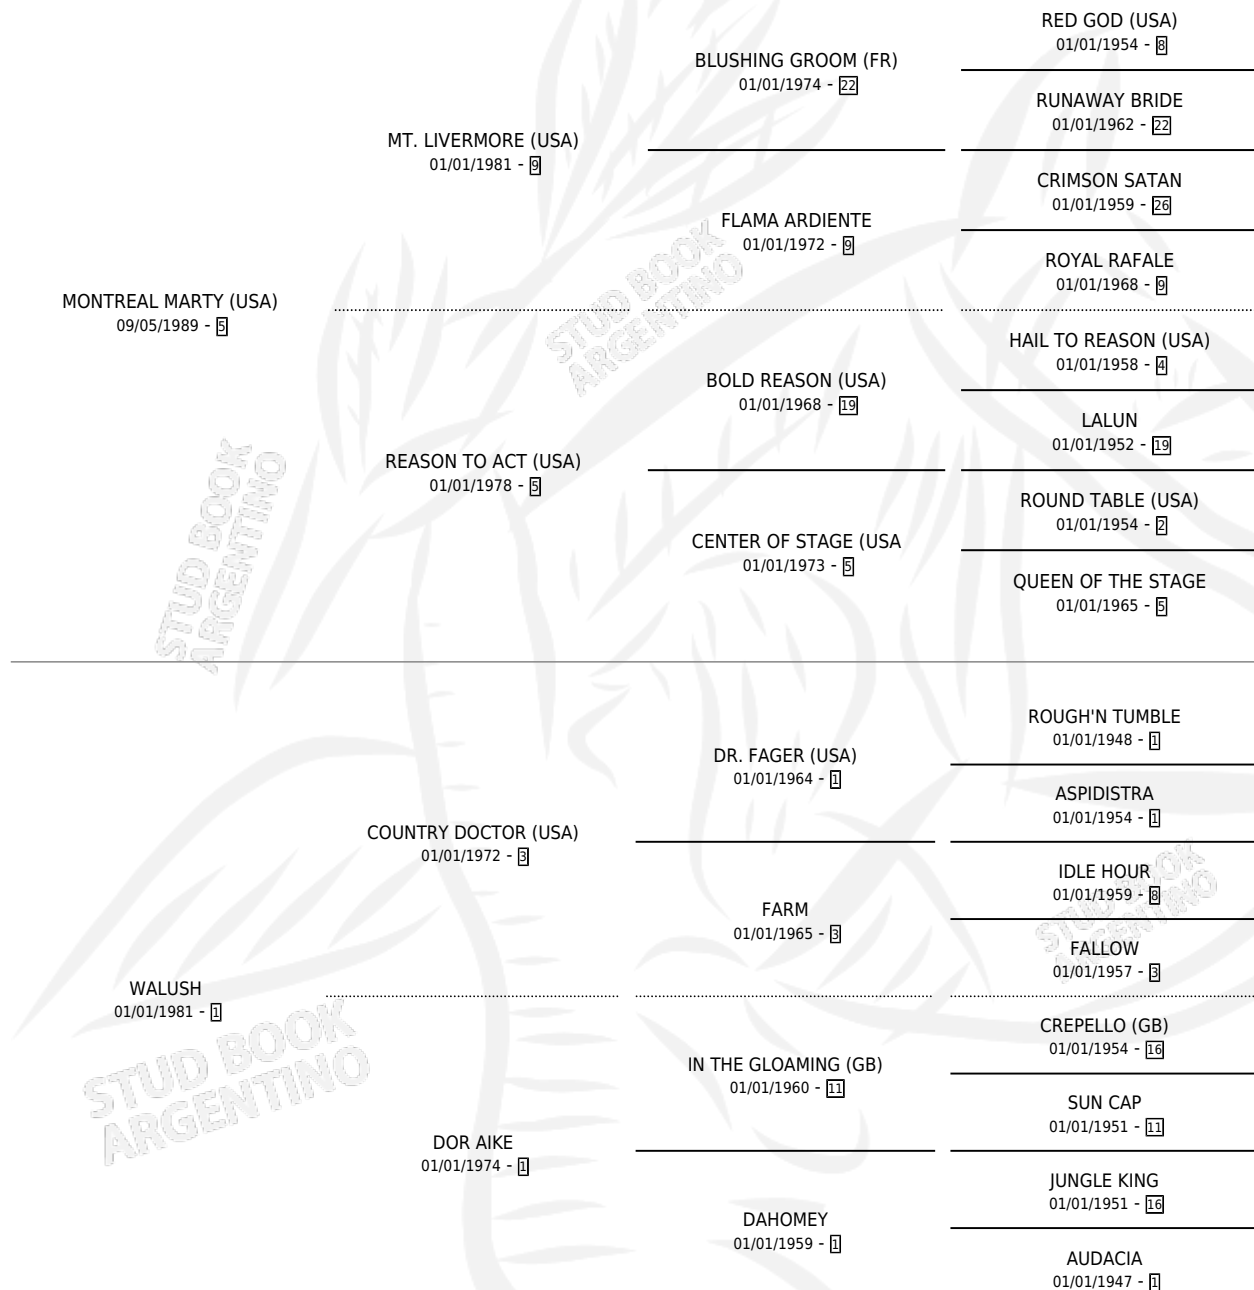 RED GOD (USA)
01/01/1954 - 8
BLUSHING GROOM (FR)
01/01/1974 - 22
RUNAWAY BRIDE
01/01/1962 - 22
MT. LIVERMORE (USA)
01/01/1981 - 9
CRIMSON SATAN
01/01/1959 - 26
FLAMA ARDIENTE
01/01/1972 - 9
ROYAL RAFALE
01/01/1968 - 9
MONTREAL MARTY (USA)
09/05/1989 - 5
HAIL TO REASON (USA)
01/01/1958 - 4
BOLD REASON (USA)
01/01/1968 - 19
LALUN
01/01/1952 - 19
REASON TO ACT (USA)
01/01/1978 - 5
ROUND TABLE (USA)
01/01/1954 - 2
CENTER OF STAGE (USA
01/01/1973 - 5
QUEEN OF THE STAGE
01/01/1965 - 5
ROUGH'N TUMBLE
01/01/1948 - 1
DR. FAGER (USA)
01/01/1964 - 1
ASPIDISTRA
01/01/1954 - 1
COUNTRY DOCTOR (USA)
01/01/1972 - 3
IDLE HOUR
01/01/1959 - 8
FARM
01/01/1965 - 3
FALLOW
01/01/1957 - 3
WALUSH
01/01/1981 - 1
CREPELLO (GB)
01/01/1954 - 16
IN THE GLOAMING (GB)
01/01/1960 - 11
SUN CAP
01/01/1951 - 11
DOR AIKE
01/01/1974 - 1
JUNGLE KING
01/01/1951 - 16
DAHOMEY
01/01/1959 - 1
AUDACIA
01/01/1947 - 1
STUD BOOK
ARGENTINO
STUD BOOK
ARGENTINO
STUD BOOK
ARGENTINO
STUD BOOK
ARGENTINO